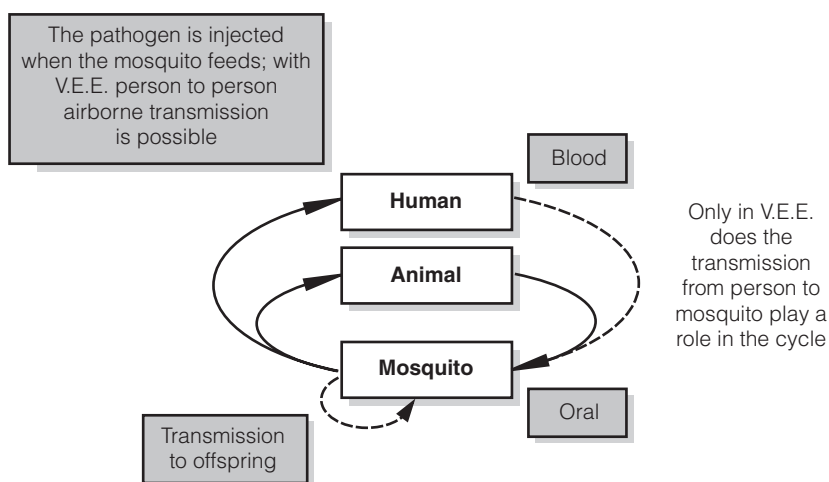 The pathogen is injected
when the mosquito feeds; with
V.E.E. person to person
airborne transmission
is possible
Blood
Human
Only in V.E.E.
does the
transmission
from person to
mosquito play a
role in the cycle
Animal
Mosquito
Oral
Transmission
to offspring